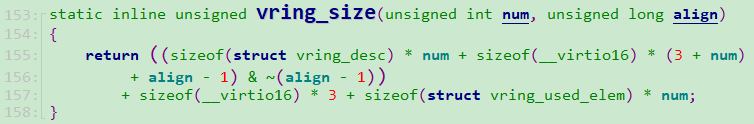 153: static inline unsigned vring_size(unsigned int num, unsigned long align)
154: {
155: return ((sizeof(struct vring_desc) * num + sizeof(__virtio16) * (3 + num)
156: + align - 1) & ~(align - 1))
157: + sizeof(__virtio16) * 3 + sizeof(struct vring_used_elem) * num;
158: }